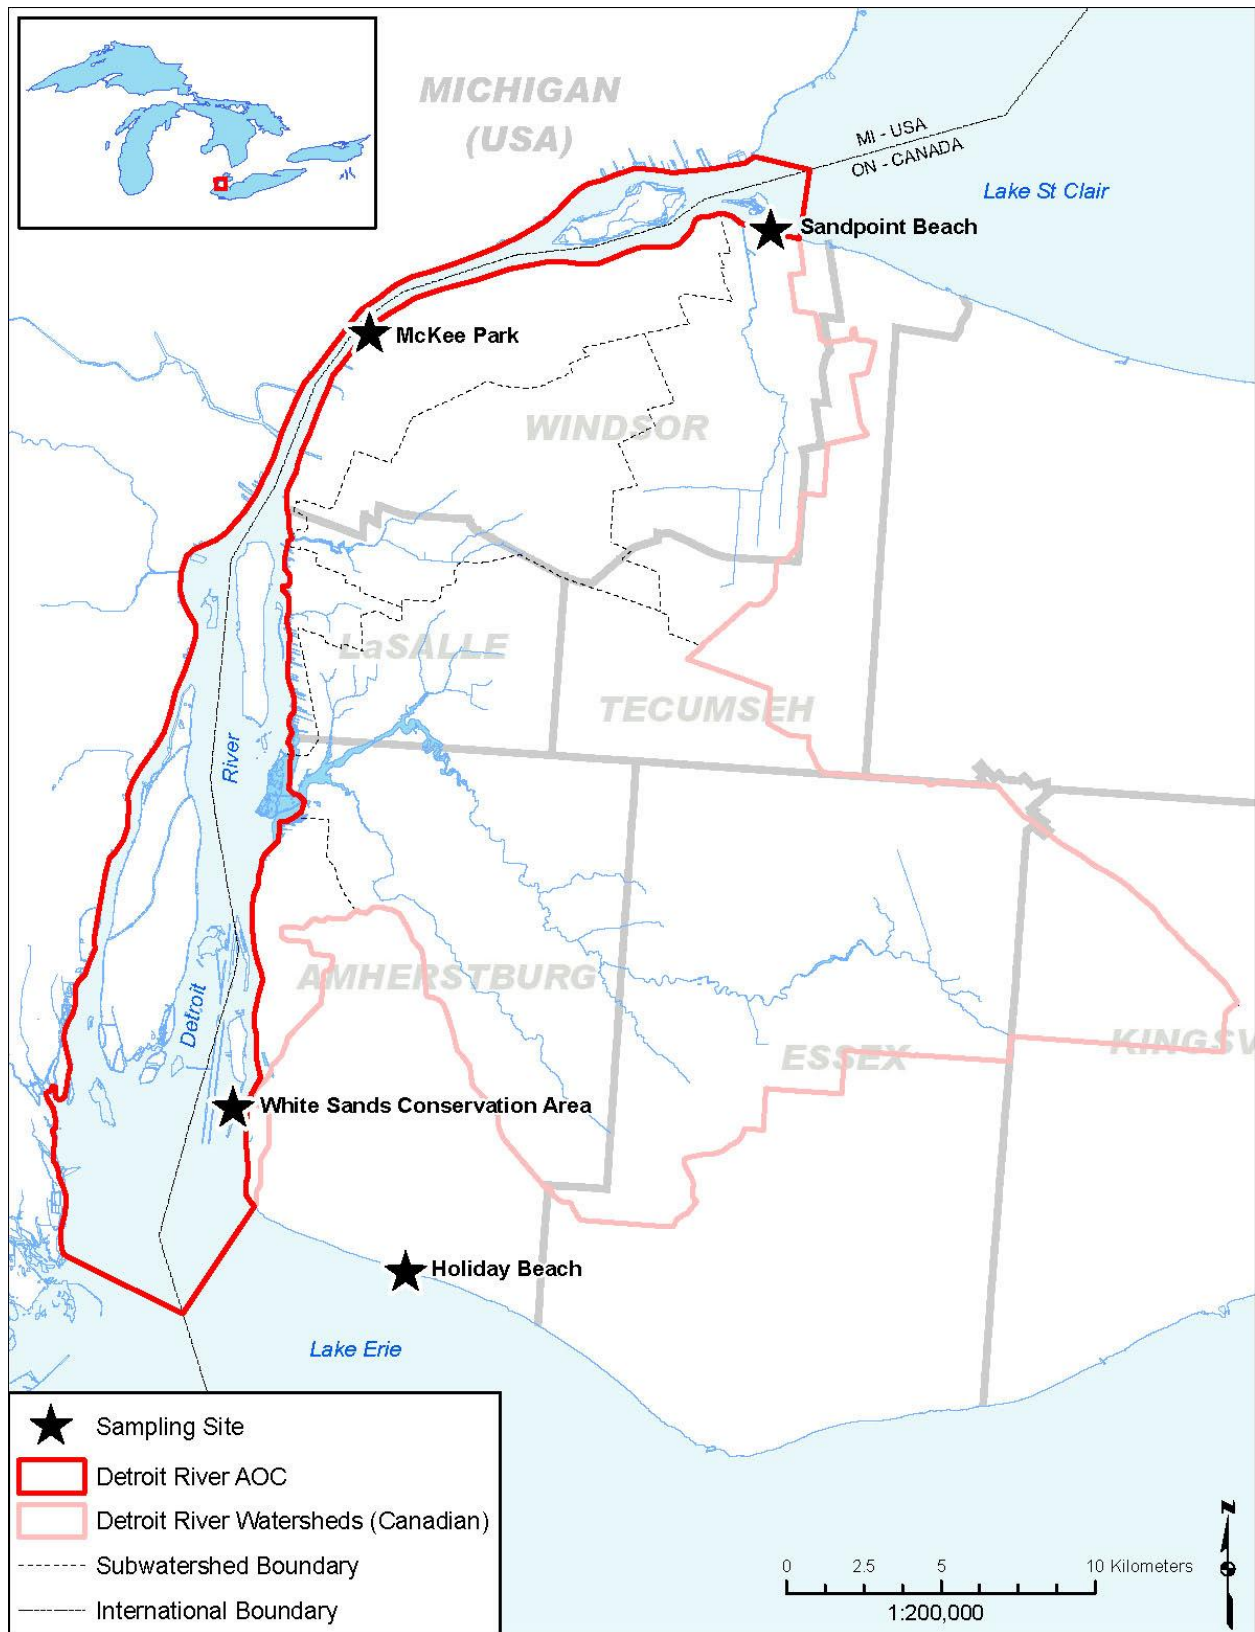 MICHIGAN
(USA)
MI - USA
ON - CANADA
Lake St Clair
Sandpoint Beach
McKee Park
WINDSOR
LaSALLE
TECUMSEH
River
Detroit
AMHERSTBURG
ESSEX
KINGSV
White Sands Conservation Area
Holiday Beach
Lake Erie
Sampling Site
Detroit River AOC
Detroit River Watersheds (Canadian)
Subwatershed Boundary
International Boundary
0 2.5 5 10 Kilometers
1:200,000
N